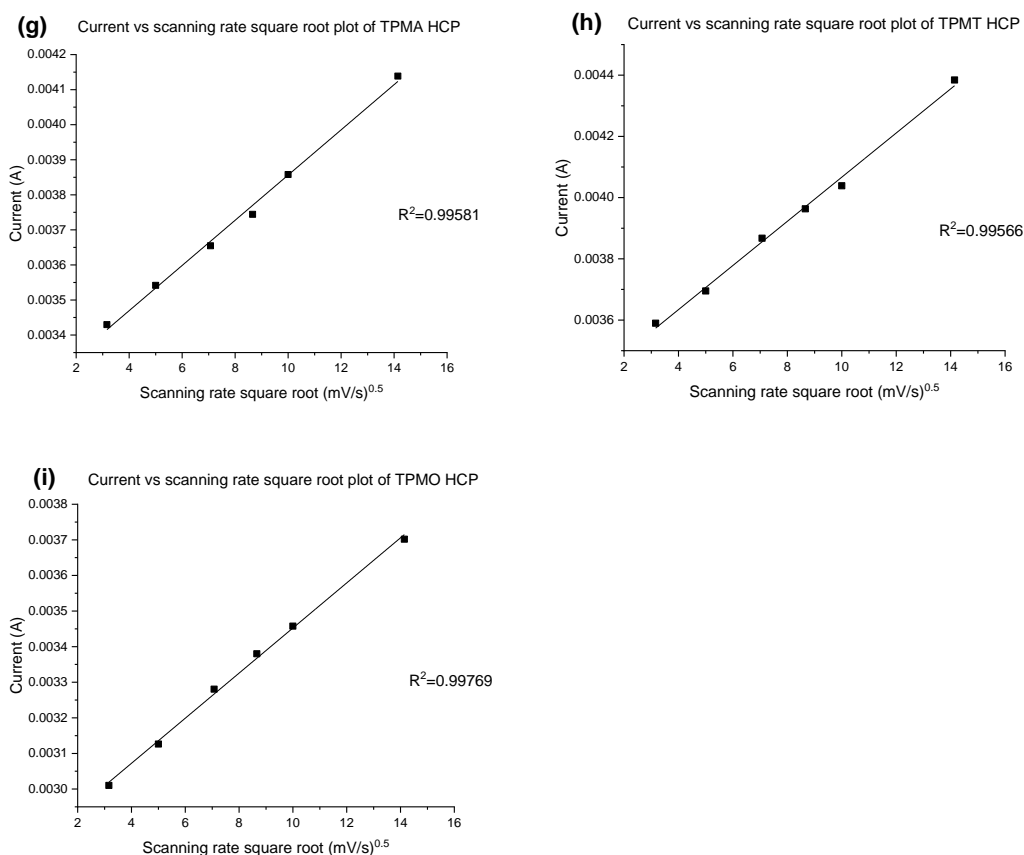 (g)
Current vs scanning rate square root plot of TPMA HCP
0.0042
0.0041
0.0040
0.0039
0.0038
0.0037
0.0036
0.0035
0.0034
Current (A)
R²=0.99581
2 4 6 8 10 12 14 16
Scanning rate square root (mV/s)⁰·⁵
(h)
Current vs scanning rate square root plot of TPMT HCP
0.0044
0.0042
0.0040
0.0038
0.0036
Current (A)
R²=0.99566
2 4 6 8 10 12 14 16
Scanning rate square root (mV/s)⁰·⁵
(i)
Current vs scanning rate square root plot of TPMO HCP
0.0038
0.0037
0.0036
0.0035
0.0034
0.0033
0.0032
0.0031
0.0030
Current (A)
R²=0.99769
2 4 6 8 10 12 14 16
Scanning rate square root (mV/s)⁰·⁵